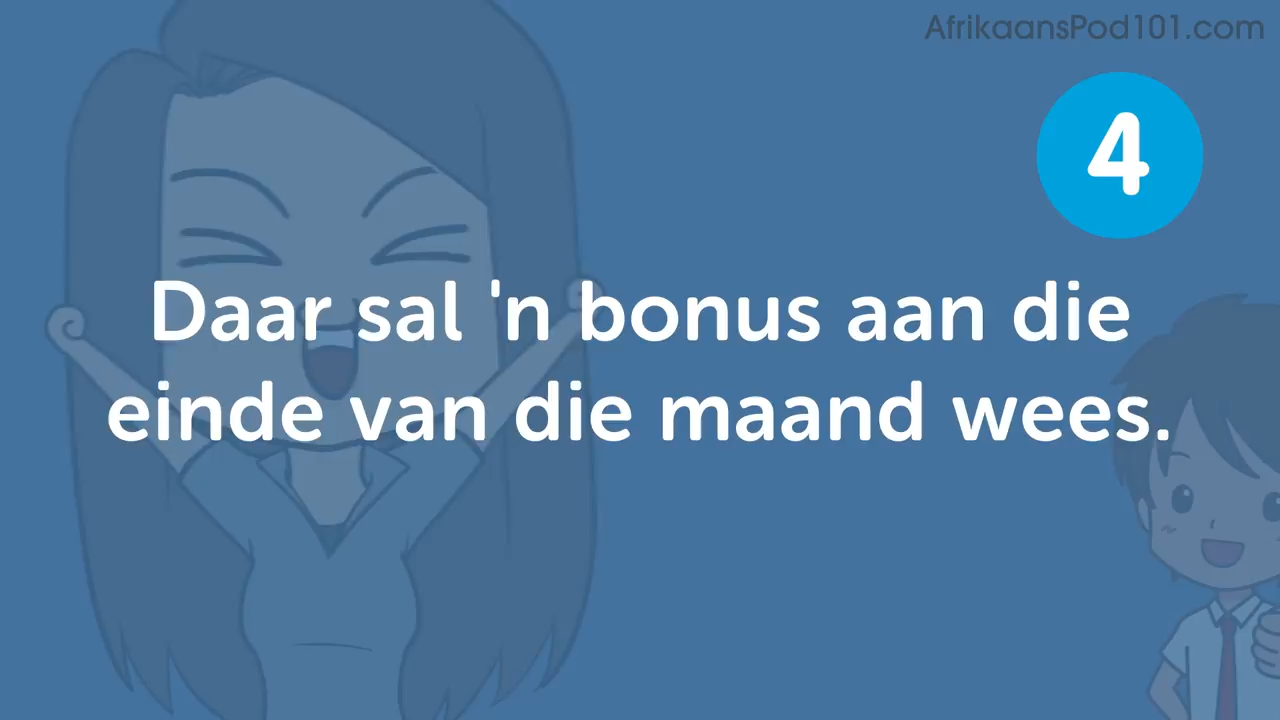 AfrikaansPod101.com
4
Daar sal 'n bonus aan die
einde van die maand wees.